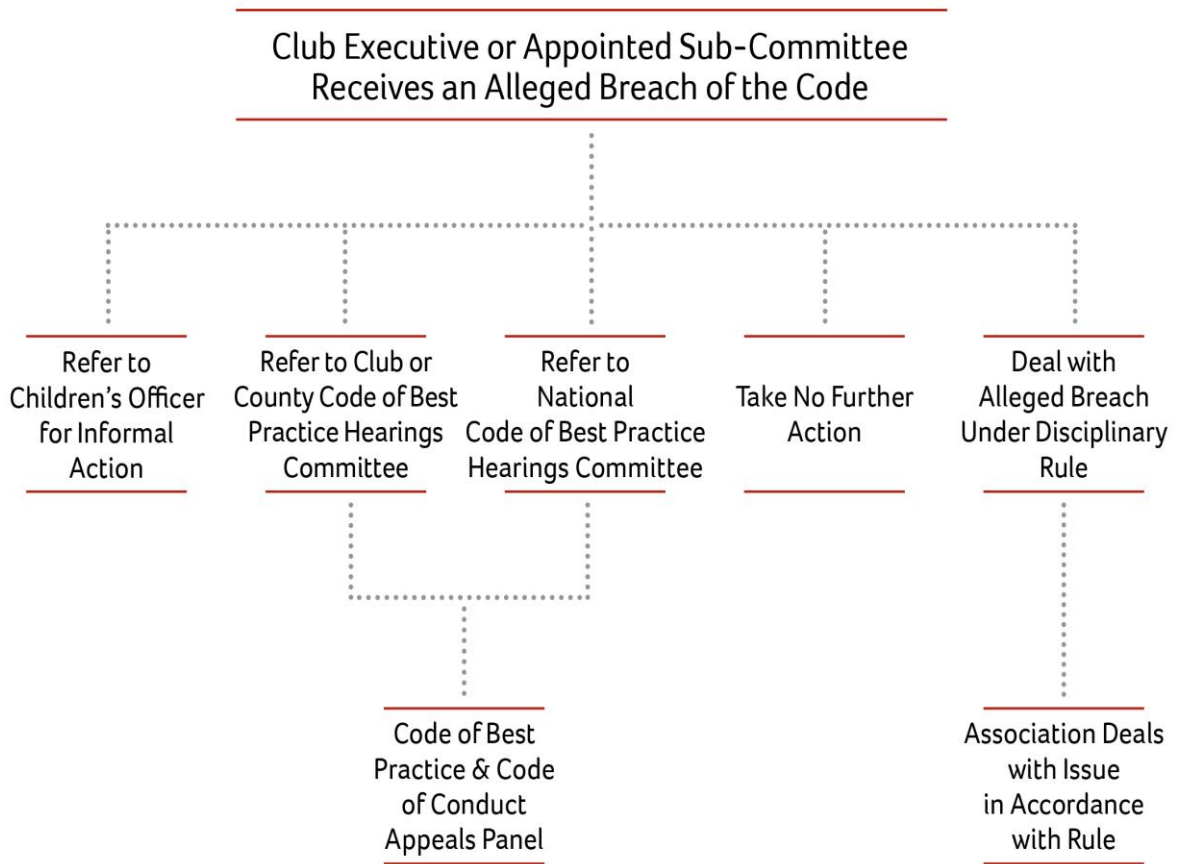 Club Executive or Appointed Sub-Committee
Receives an Alleged Breach of the Code
Refer to
Children’s Officer
for Informal
Action
Refer to Club or
County Code of Best
Practice Hearings
Committee
Refer to
National
Code of Best Practice
Hearings Committee
Take No Further
Action
Deal with
Alleged Breach
Under Disciplinary
Rule
Code of Best
Practice & Code
of Conduct
Appeals Panel
Association Deals
with Issue
in Accordance
with Rule